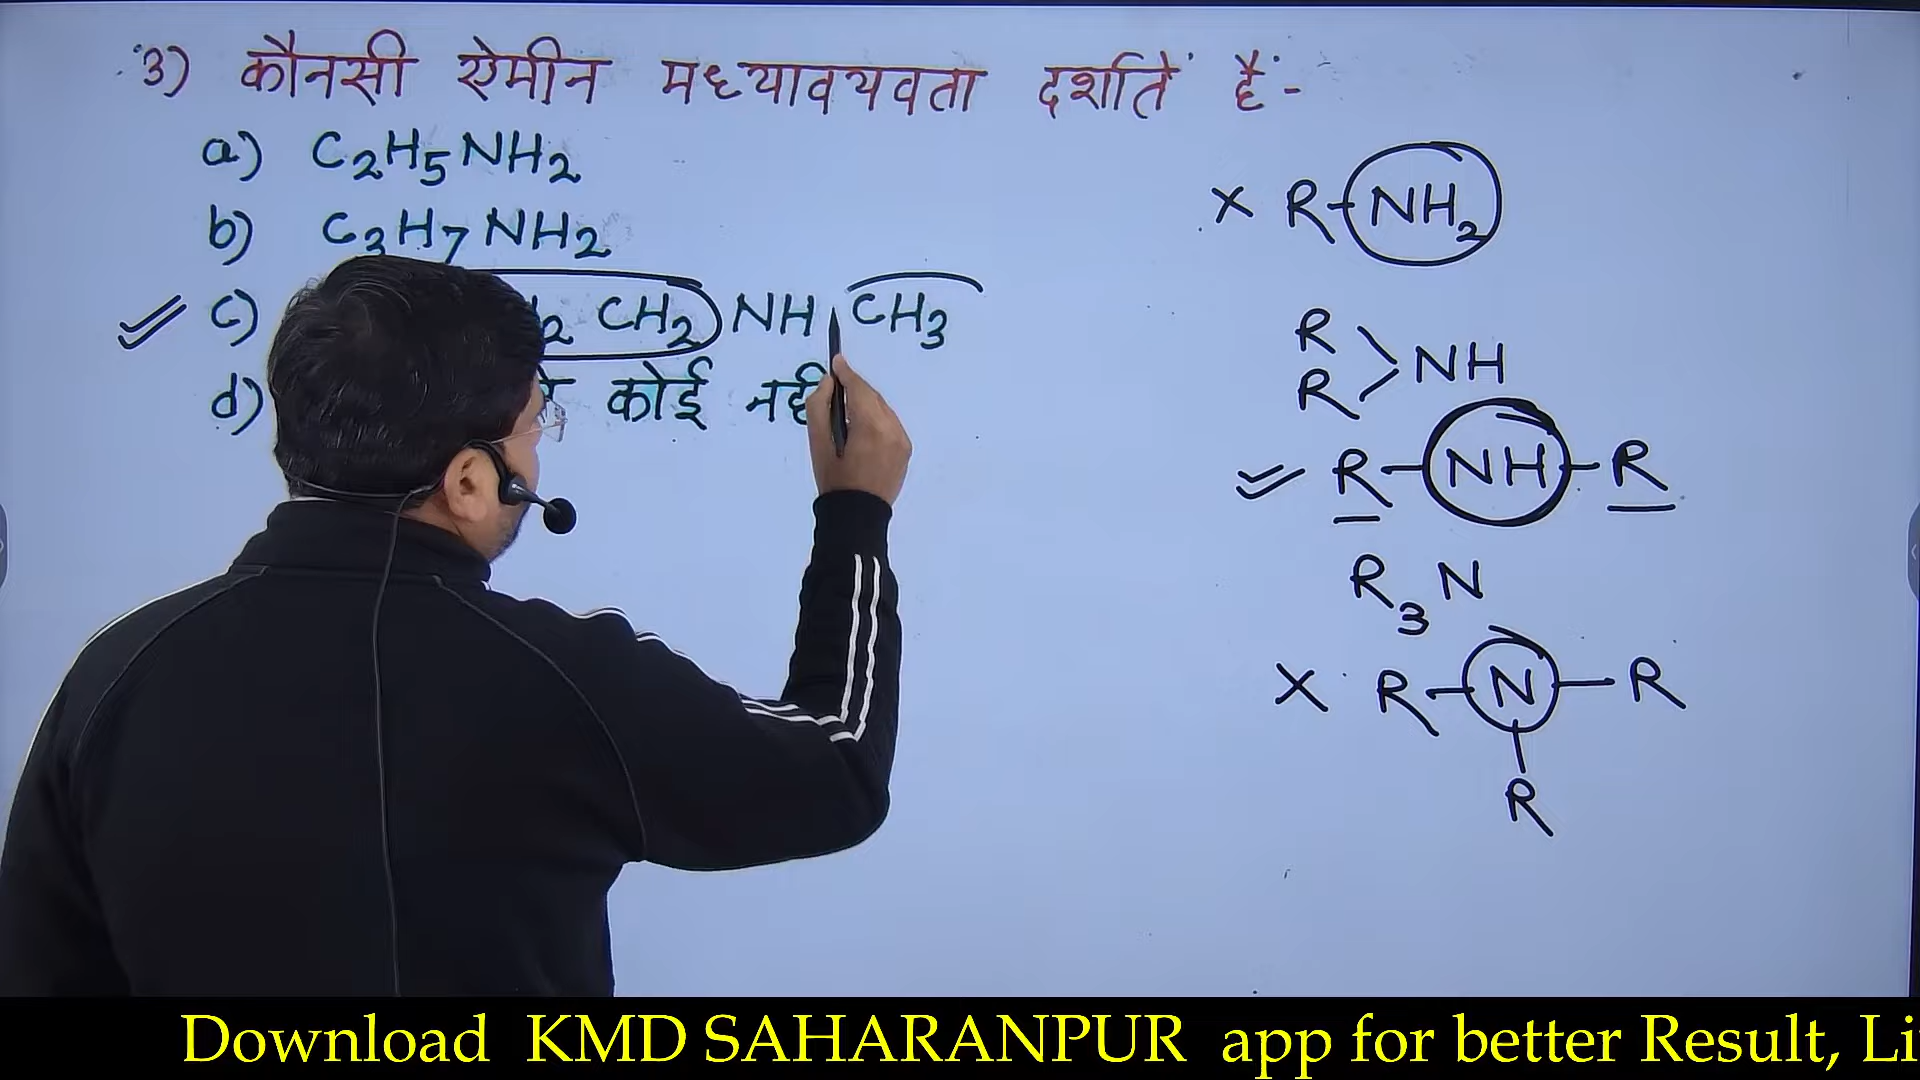 3) कौनसी ऐमीन मध्यावयवता दर्शाते हैं:-
a) C2H5NH2
b) C3H7NH2
c) CH2 NH CH3
d) कोई नहीं
X R-NH2
R
R
>NH
R-NH-R
R3N
X R-N-R
R
Download KMD SAHARANPUR app for better Result, Li